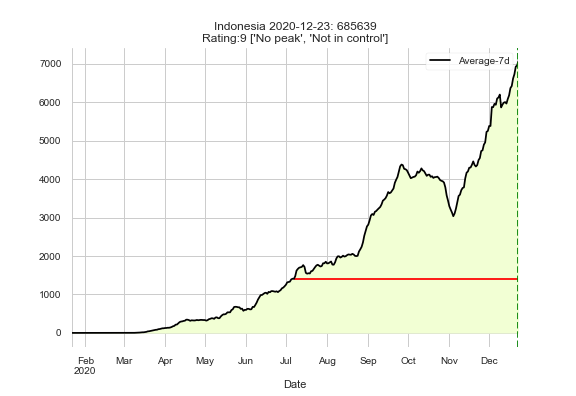 Indonesia 2020-12-23: 685639
Rating:9 ['No peak', 'Not in control']
Average-7d
7000
6000
5000
4000
3000
2000
1000
0
Feb Mar Apr May Jun Jul Aug Sep Oct Nov Dec
2020
Date